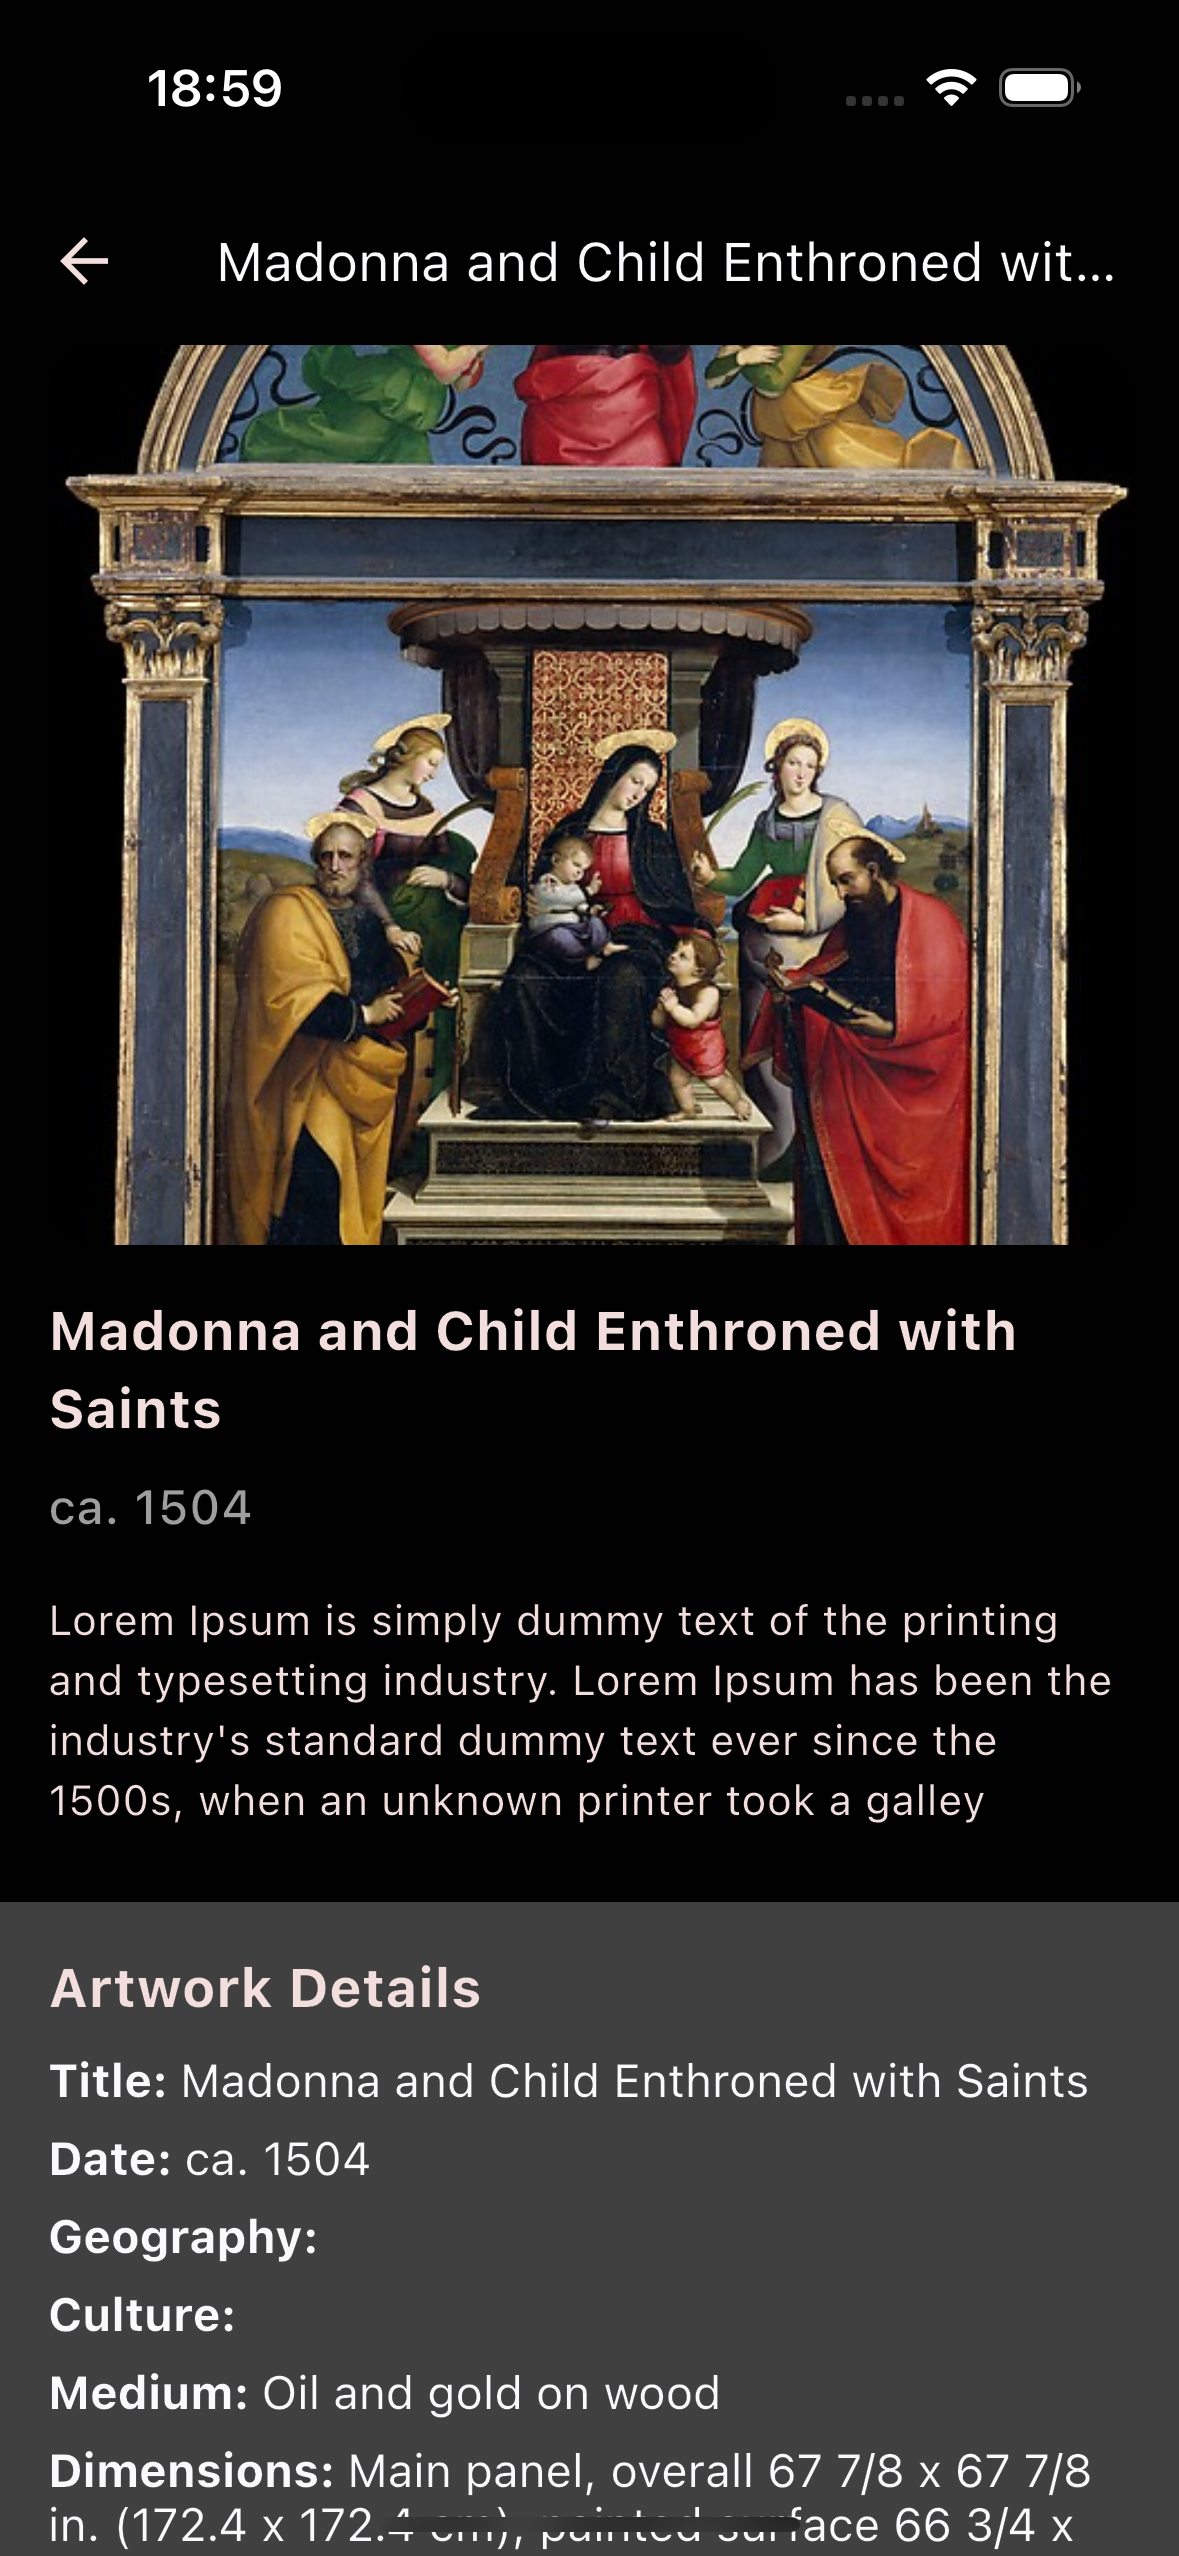 18:59
Madonna and Child Enthroned wit...
Madonna and Child Enthroned with
Saints
ca. 1504
Lorem Ipsum is simply dummy text of the printing
and typesetting industry. Lorem Ipsum has been the
industry's standard dummy text ever since the
1500s, when an unknown printer took a galley
Artwork Details
Title: Madonna and Child Enthroned with Saints
Date: ca. 1504
Geography:
Culture:
Medium: Oil and gold on wood
Dimensions: Main panel, overall 67 7/8 x 67 7/8
in. (172.4 x 172.4 cm), painted surface 66 3/4 x